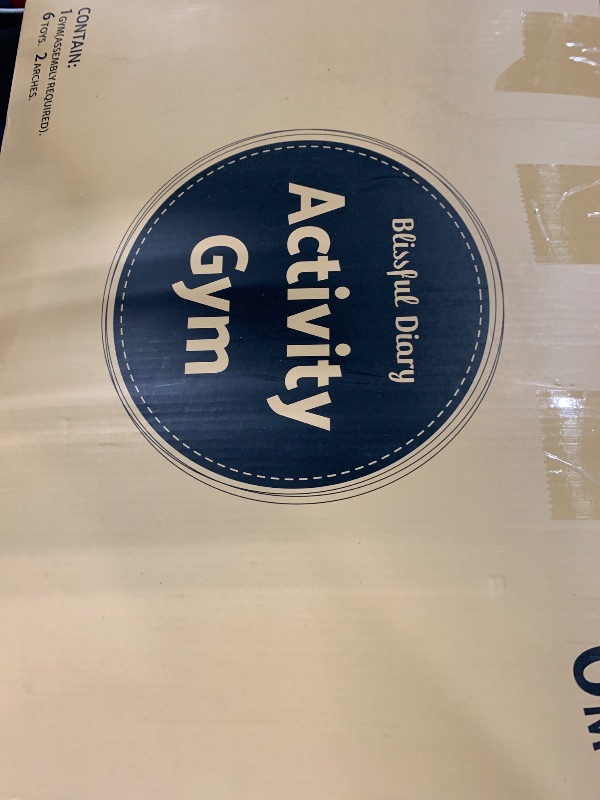 Blissful Diary
Activity
Gym
CONTAIN:
1 GYM(ASSEMBLY REQUIRED).
6 TOYS. 2 ARCHES.